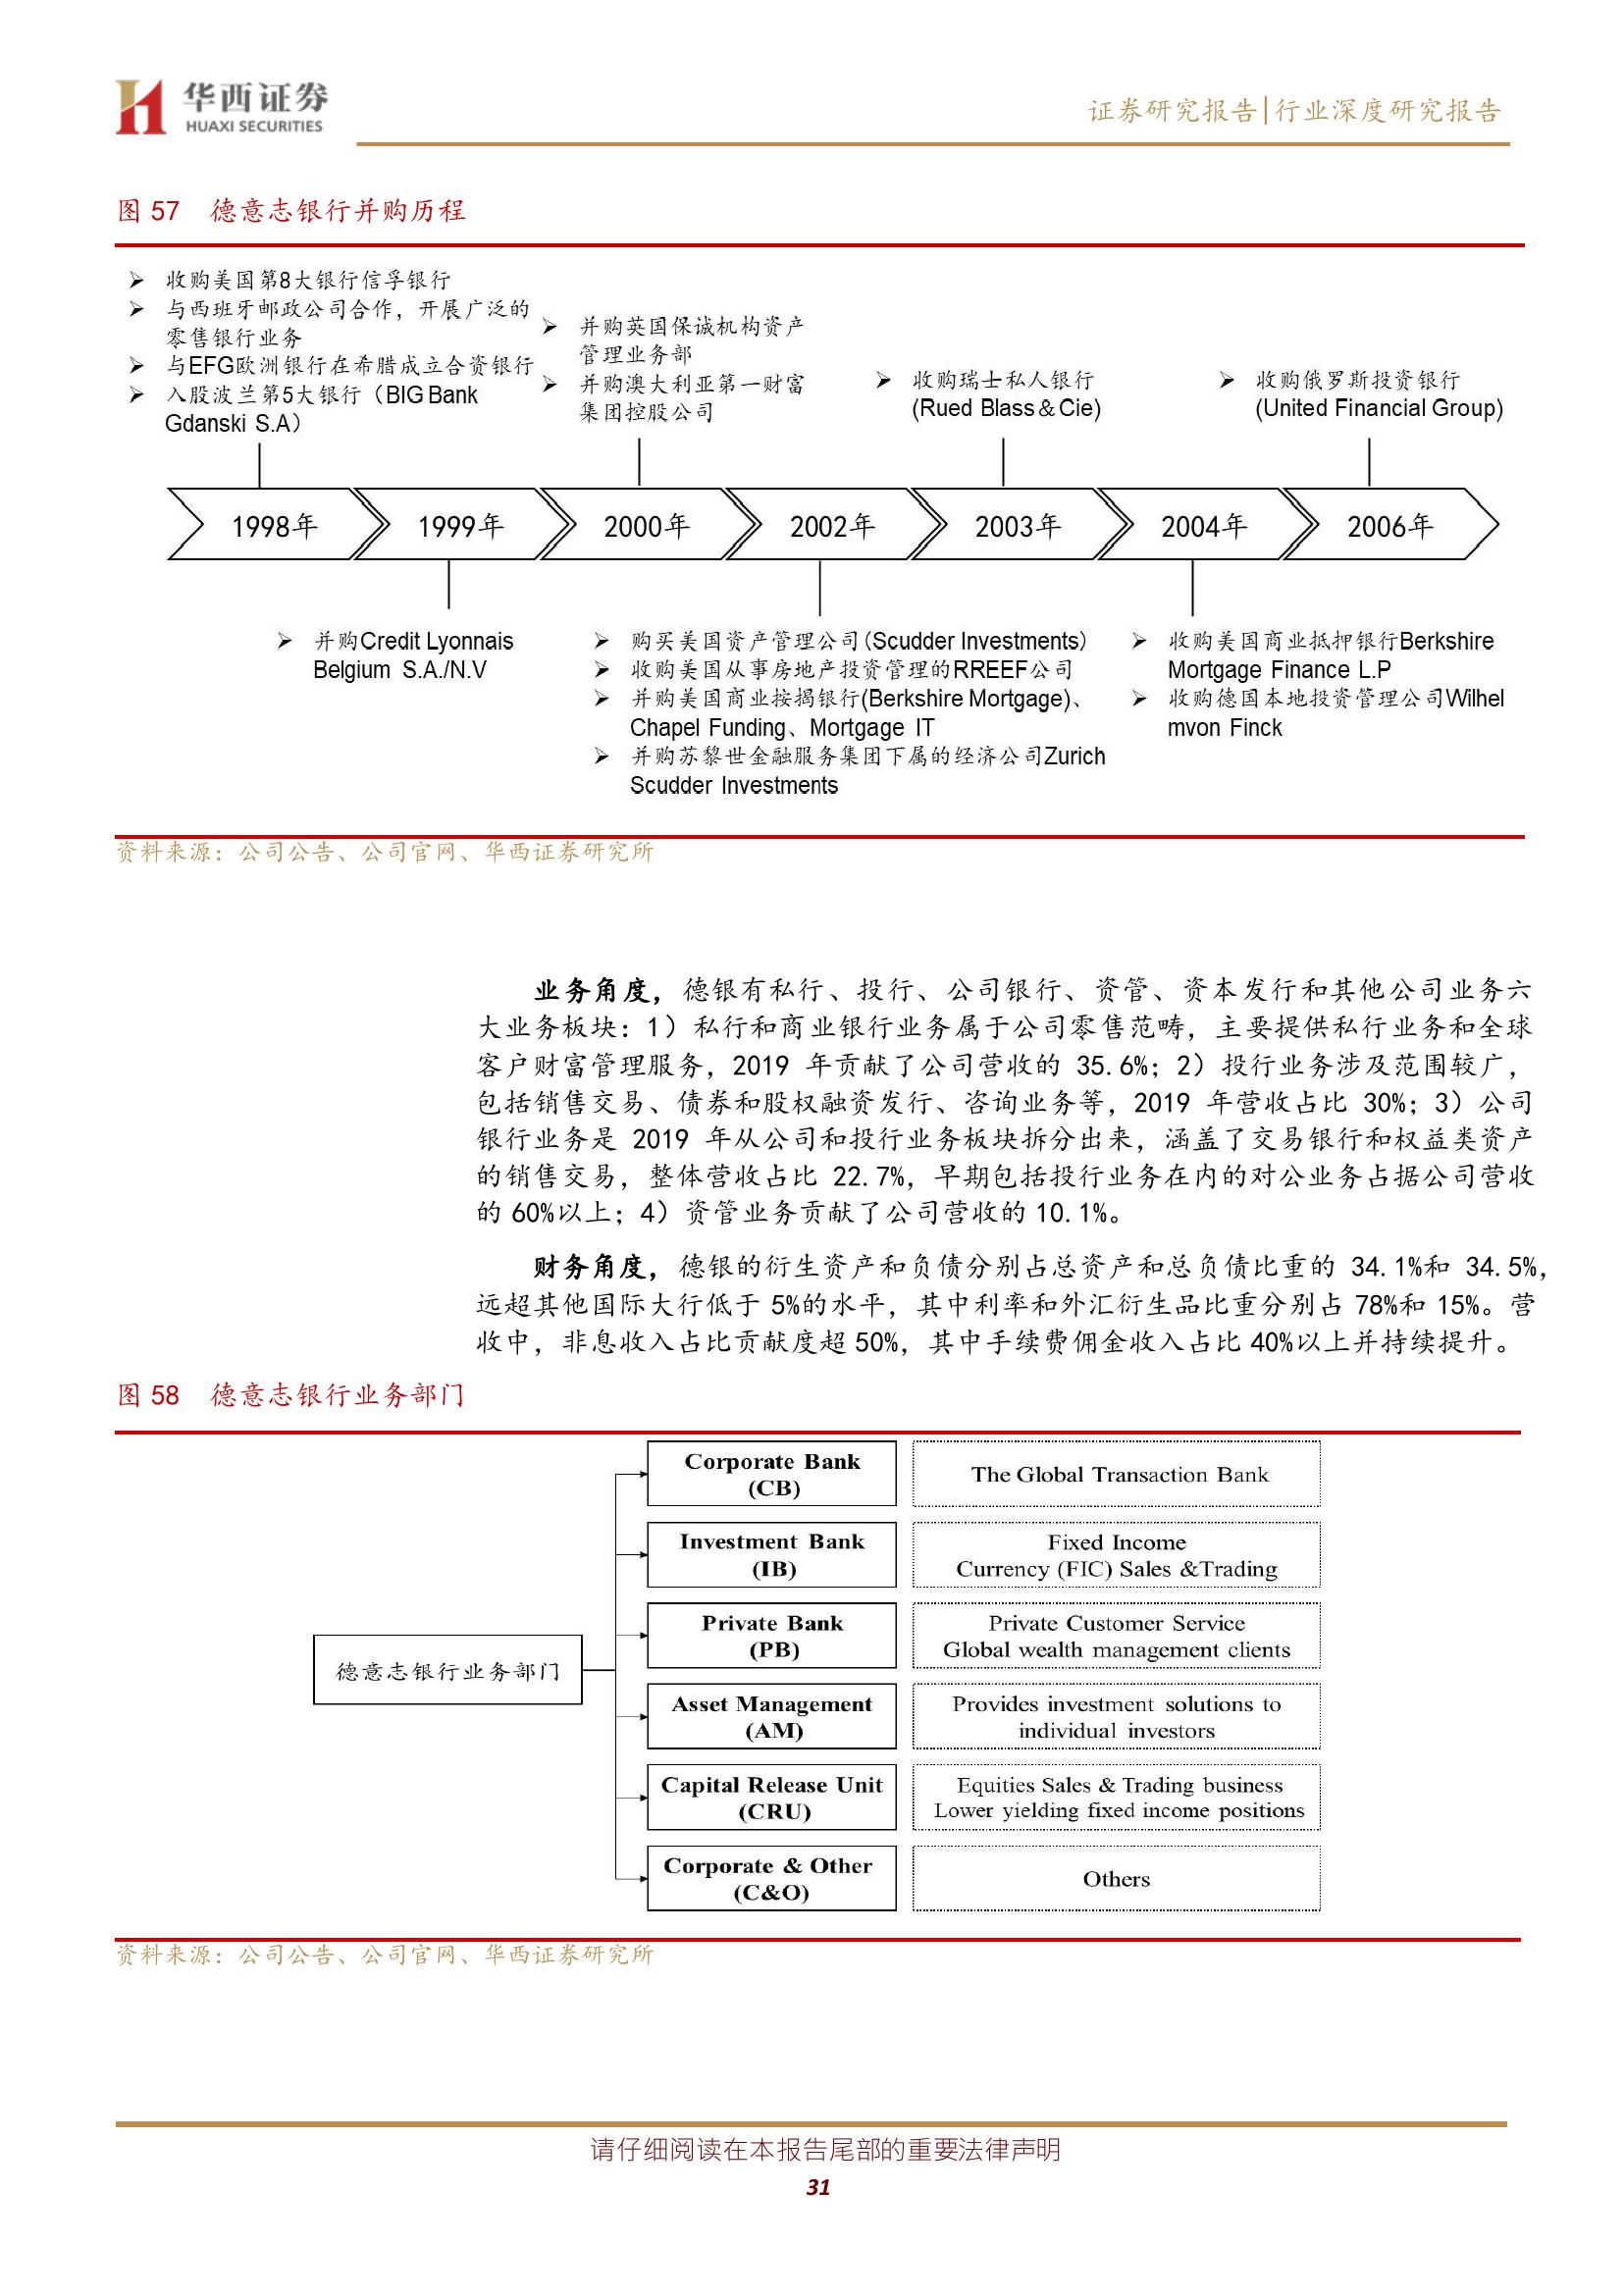 华西证券
HUAXI SECURITIES
证券研究报告|行业深度研究报告
图 57 德意志银行并购历程
➢ 收购美国第8大银行信孚银行
➢ 与西班牙邮政公司合作，开展广泛的
零售银行业务
➢ 与EFG欧洲银行在希腊成立合资银行
➢ 入股波兰第5大银行（BIG Bank
Gdanski S.A）
➢ 并购英国保诚机构资产
管理业务部
➢ 并购澳大利亚第一财富
集团控股公司
➢ 收购瑞士私人银行
(Rued Blass＆Cie)
➢ 收购俄罗斯投资银行
(United Financial Group)
1998年
1999年
2000年
2002年
2003年
2004年
2006年
➢ 并购Credit Lyonnais
Belgium S.A./N.V
➢ 购买美国资产管理公司(Scudder Investments)
➢ 收购美国从事房地产投资管理的RREEF公司
➢ 并购美国商业按揭银行(Berkshire Mortgage)、
Chapel Funding、Mortgage IT
➢ 并购苏黎世金融服务集团下属的经济公司Zurich
Scudder Investments
➢ 收购美国商业抵押银行Berkshire
Mortgage Finance L.P
➢ 收购德国本地投资管理公司Wilhel
mvon Finck
资料来源：公司公告、公司官网、华西证券研究所
业务角度，德银有私行、投行、公司银行、资管、资本发行和其他公司业务六
大业务板块：1）私行和商业银行业务属于公司零售范畴，主要提供私行业务和全球
客户财富管理服务，2019 年贡献了公司营收的 35.6%；2）投行业务涉及范围较广，
包括销售交易、债券和股权融资发行、咨询业务等，2019 年营收占比 30%；3）公司
银行业务是 2019 年从公司和投行业务板块拆分出来，涵盖了交易银行和权益类资产
的销售交易，整体营收占比 22.7%，早期包括投行业务在内的对公业务占据公司营收
的 60%以上；4）资管业务贡献了公司营收的 10.1%。
财务角度，德银的衍生资产和负债分别占总资产和总负债比重的 34.1%和 34.5%，
远超其他国际大行低于 5%的水平，其中利率和外汇衍生品比重分别占 78%和 15%。营
收中，非息收入占比贡献度超 50%，其中手续费佣金收入占比 40%以上并持续提升。
图 58 德意志银行业务部门
德意志银行业务部门
Corporate Bank
(CB)
The Global Transaction Bank
Investment Bank
(IB)
Fixed Income
Currency (FIC) Sales &Trading
Private Bank
(PB)
Private Customer Service
Global wealth management clients
Asset Management
(AM)
Provides investment solutions to
individual investors
Capital Release Unit
(CRU)
Equities Sales & Trading business
Lower yielding fixed income positions
Corporate & Other
(C&O)
Others
资料来源：公司公告、公司官网、华西证券研究所
请仔细阅读在本报告尾部的重要法律声明
31